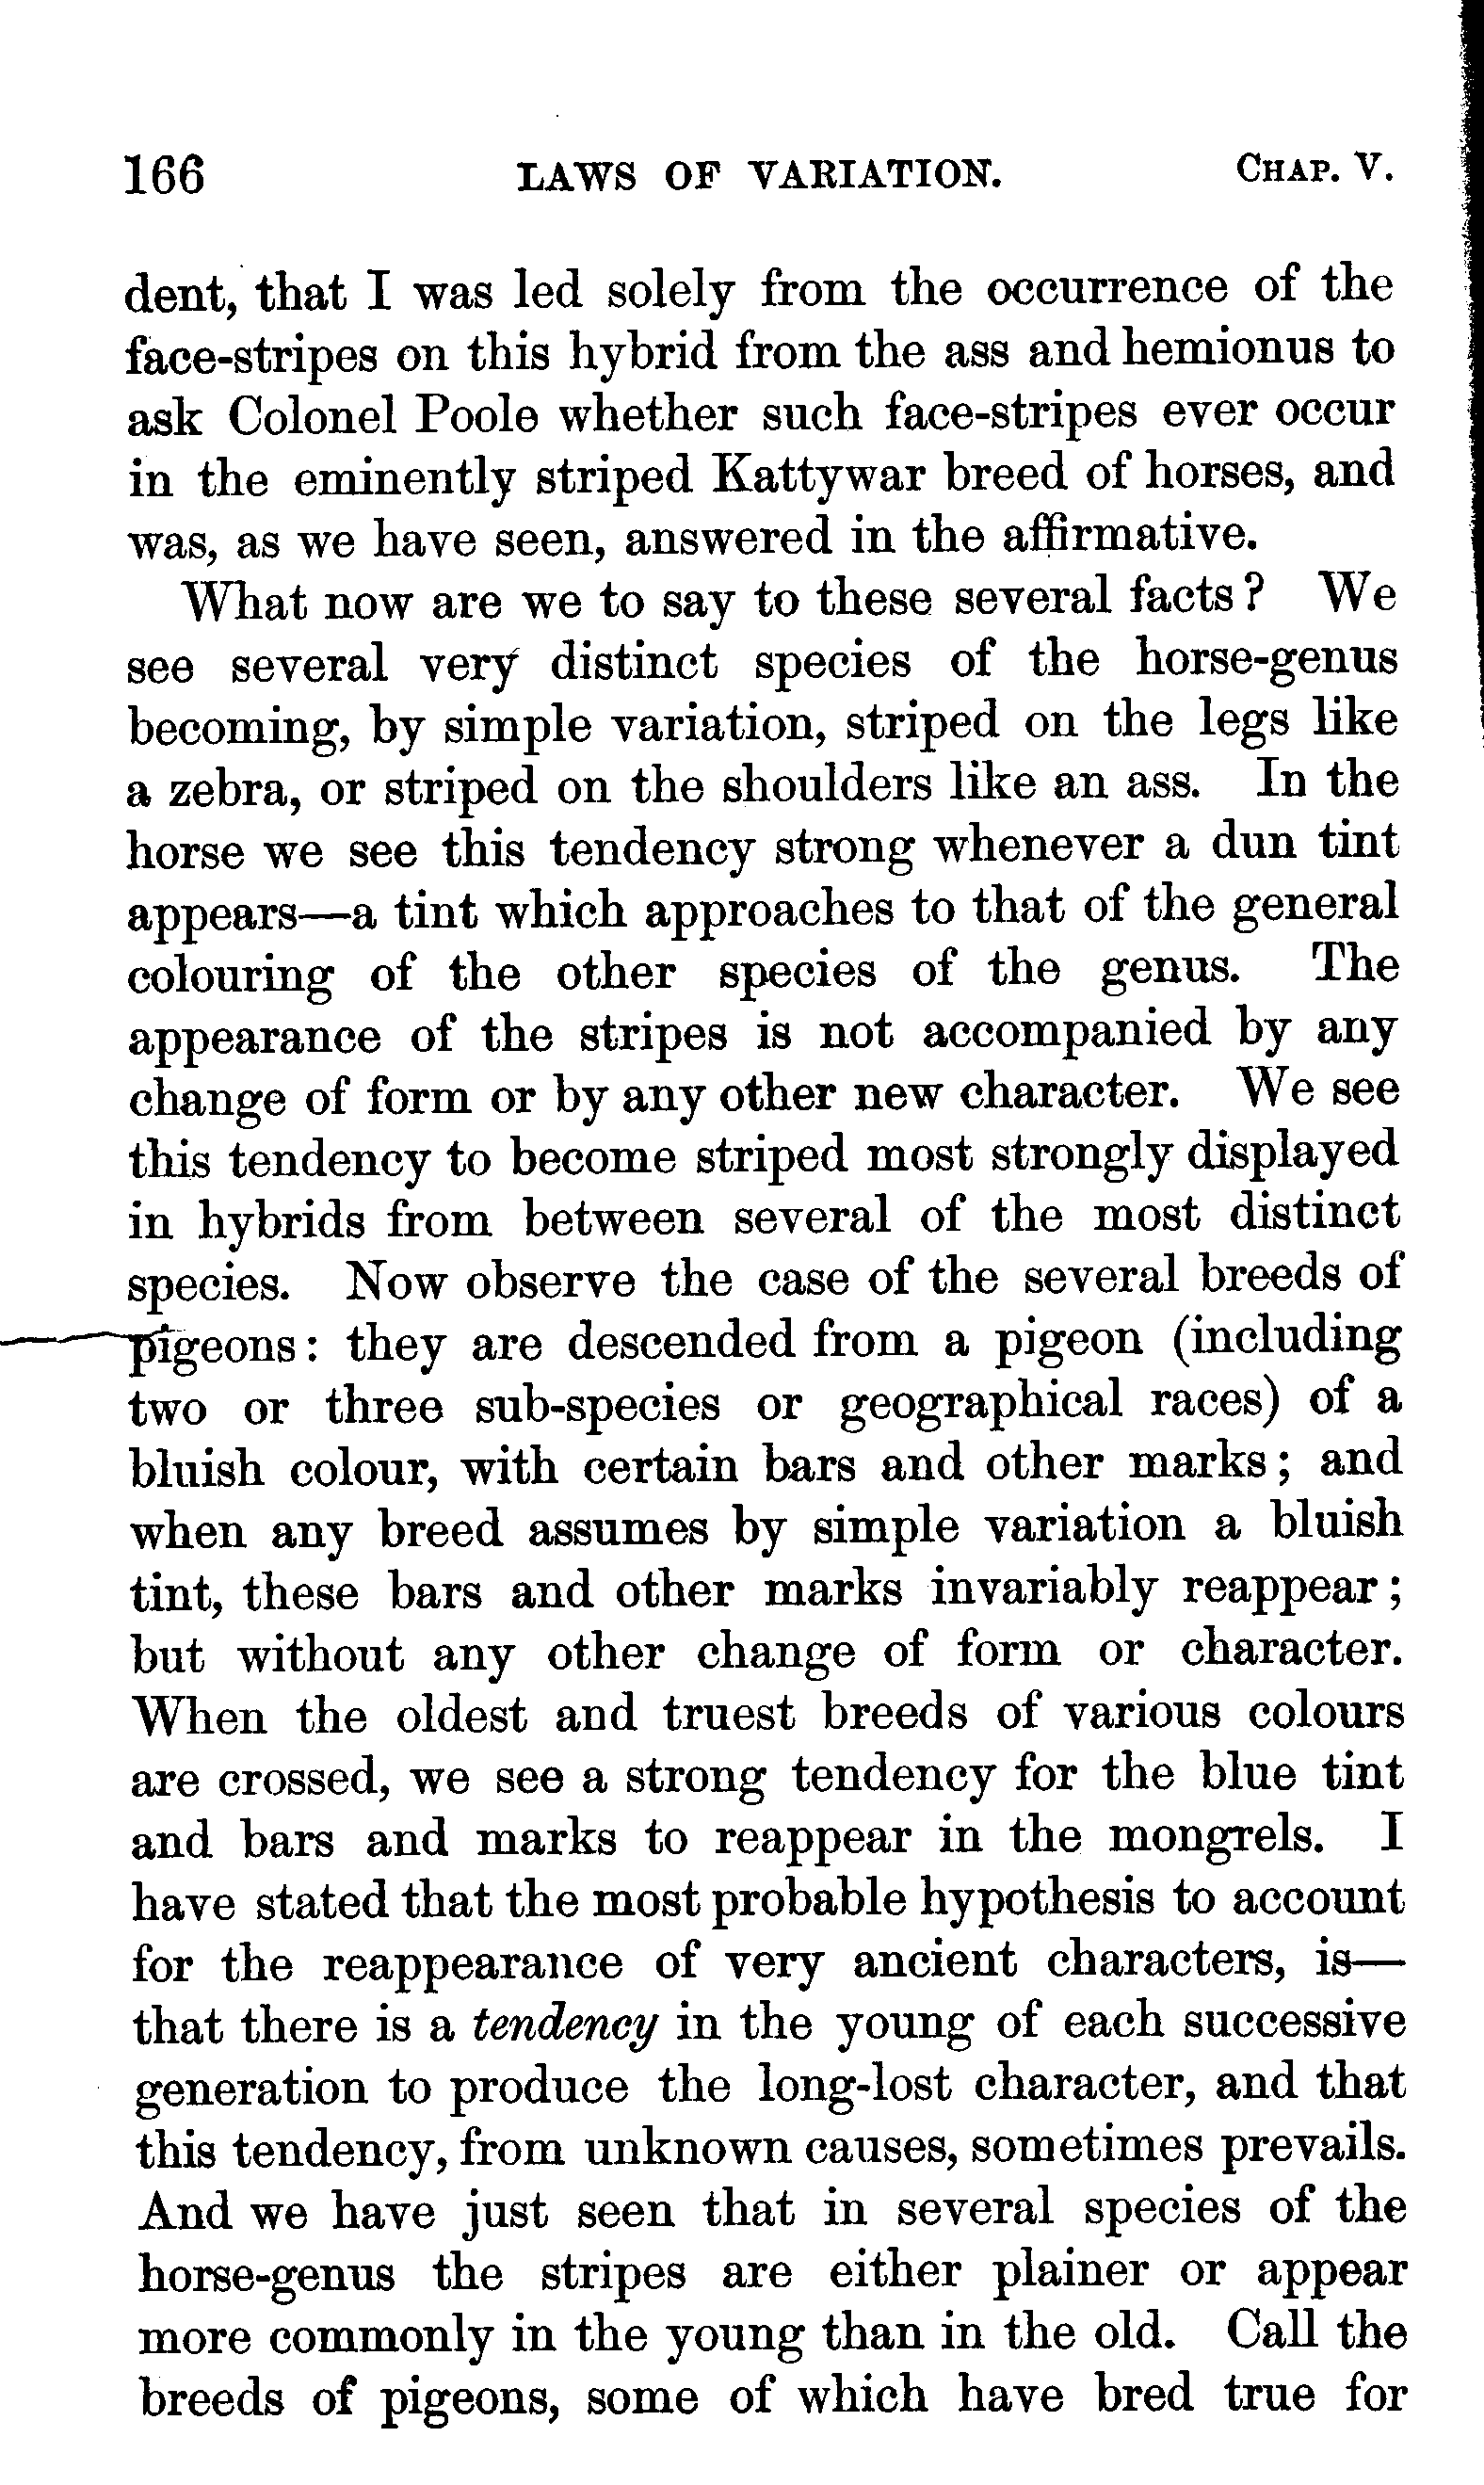 166 LAWS OF VARIATION. CHAP. V.
dent, that I was led solely from the occurrence of the
face-stripes on this hybrid from the ass and hemionus to
ask Colonel Poole whether such face-stripes ever occur
in the eminently striped Kattywar breed of horses, and
was, as we have seen, answered in the affirmative.
What now are we to say to these several facts? We
see several very distinct species of the horse-genus
becoming, by simple variation, striped on the legs like
a zebra, or striped on the shoulders like an ass. In the
horse we see this tendency strong whenever a dun tint
appears—a tint which approaches to that of the general
colouring of the other species of the genus. The
appearance of the stripes is not accompanied by any
change of form or by any other new character. We see
this tendency to become striped most strongly displayed
in hybrids from between several of the most distinct
species. Now observe the case of the several breeds of
pigeons: they are descended from a pigeon (including
two or three sub-species or geographical races) of a
bluish colour, with certain bars and other marks; and
when any breed assumes by simple variation a bluish
tint, these bars and other marks invariably reappear;
but without any other change of form or character.
When the oldest and truest breeds of various colours
are crossed, we see a strong tendency for the blue tint
and bars and marks to reappear in the mongrels. I
have stated that the most probable hypothesis to account
for the reappearance of very ancient characters, is—
that there is a tendency in the young of each successive
generation to produce the long-lost character, and that
this tendency, from unknown causes, sometimes prevails.
And we have just seen that in several species of the
horse-genus the stripes are either plainer or appear
more commonly in the young than in the old. Call the
breeds of pigeons, some of which have bred true for